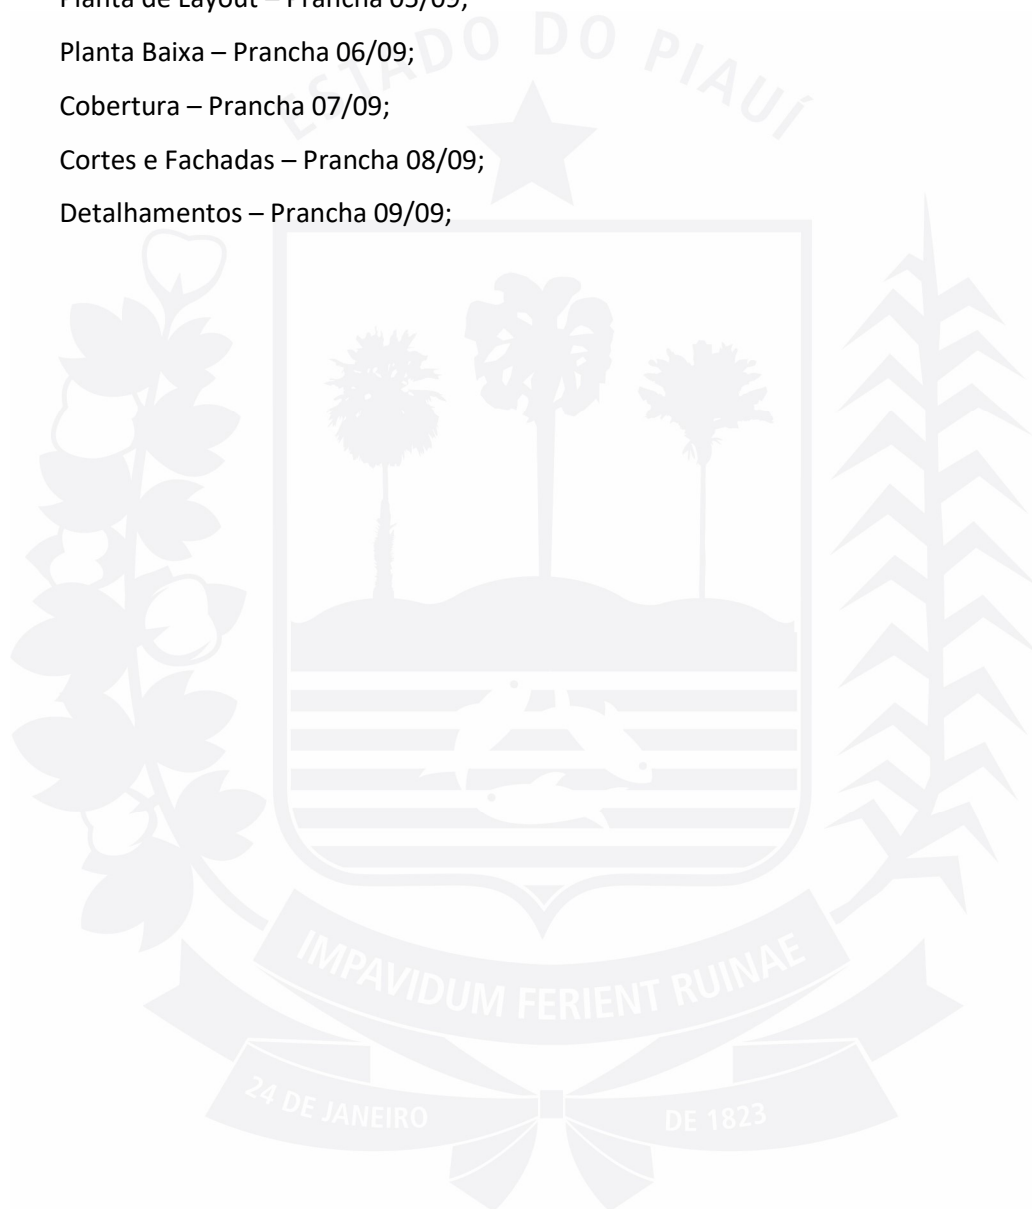 Planta de Layout – Prancha 05/09;
Planta Baixa – Prancha 06/09;
Cobertura – Prancha 07/09;
Cortes e Fachadas – Prancha 08/09;
Detalhamentos – Prancha 09/09;
ESTADO DO PIAUÍ
IMPAVIDUM FERIENT RUINAE
24 DE JANEIRO DE 1823